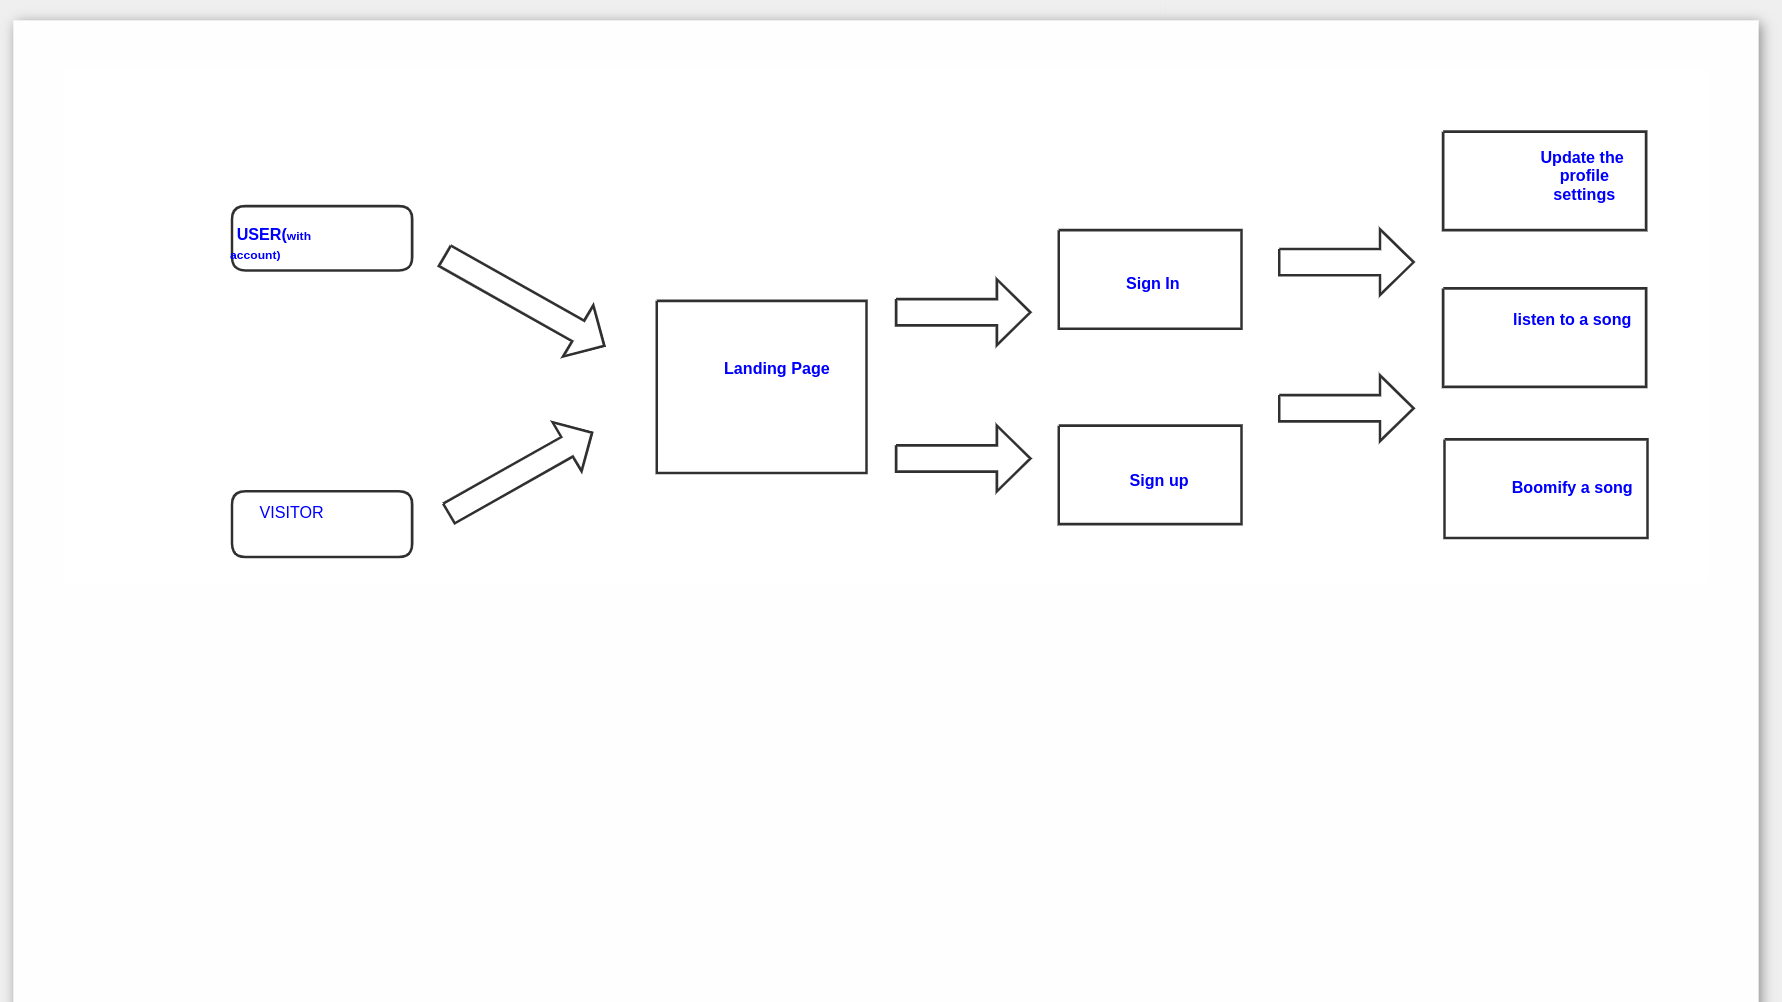 USER(with
account)
VISITOR
Landing Page
Sign In
Sign up
Update the
profile
settings
listen to a song
Boomify a song